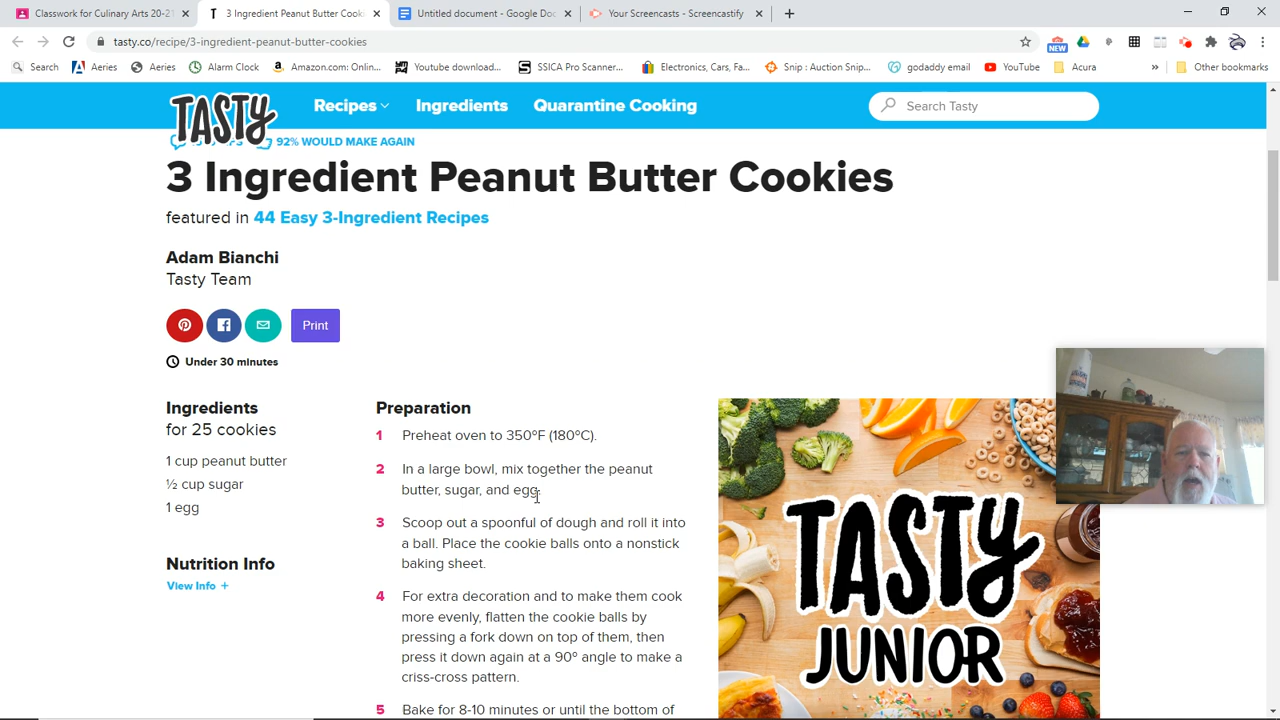 Classwork for Culinary Arts 20-21
3 Ingredient Peanut Butter Cooki
Untitled document - Google Doc
Your Screencasts - Screencastify
tasty.co/recipe/3-ingredient-peanut-butter-cookies
NEW
Search
Aeries
Aeries
Alarm Clock
Amazon.com: Onlin...
Youtube download...
SSICA Pro Scanner...
Electronics, Cars, Fa...
Snip : Auction Snip...
godaddy email
YouTube
Acura
»
Other bookmarks
TASTY
Recipes
Ingredients
Quarantine Cooking
Search Tasty
92% WOULD MAKE AGAIN
3 Ingredient Peanut Butter Cookies
featured in 44 Easy 3-Ingredient Recipes
Adam Bianchi
Tasty Team
Print
Under 30 minutes
Ingredients
for 25 cookies
1 cup peanut butter
½ cup sugar
1 egg
Nutrition Info
View Info +
Preparation
1 Preheat oven to 350°F (180°C).
2 In a large bowl, mix together the peanut
butter, sugar, and egg.
3 Scoop out a spoonful of dough and roll it into
a ball. Place the cookie balls onto a nonstick
baking sheet.
4 For extra decoration and to make them cook
more evenly, flatten the cookie balls by
pressing a fork down on top of them, then
press it down again at a 90º angle to make a
criss-cross pattern.
5 Bake for 8-10 minutes or until the bottom of
TASTY
JUNIOR